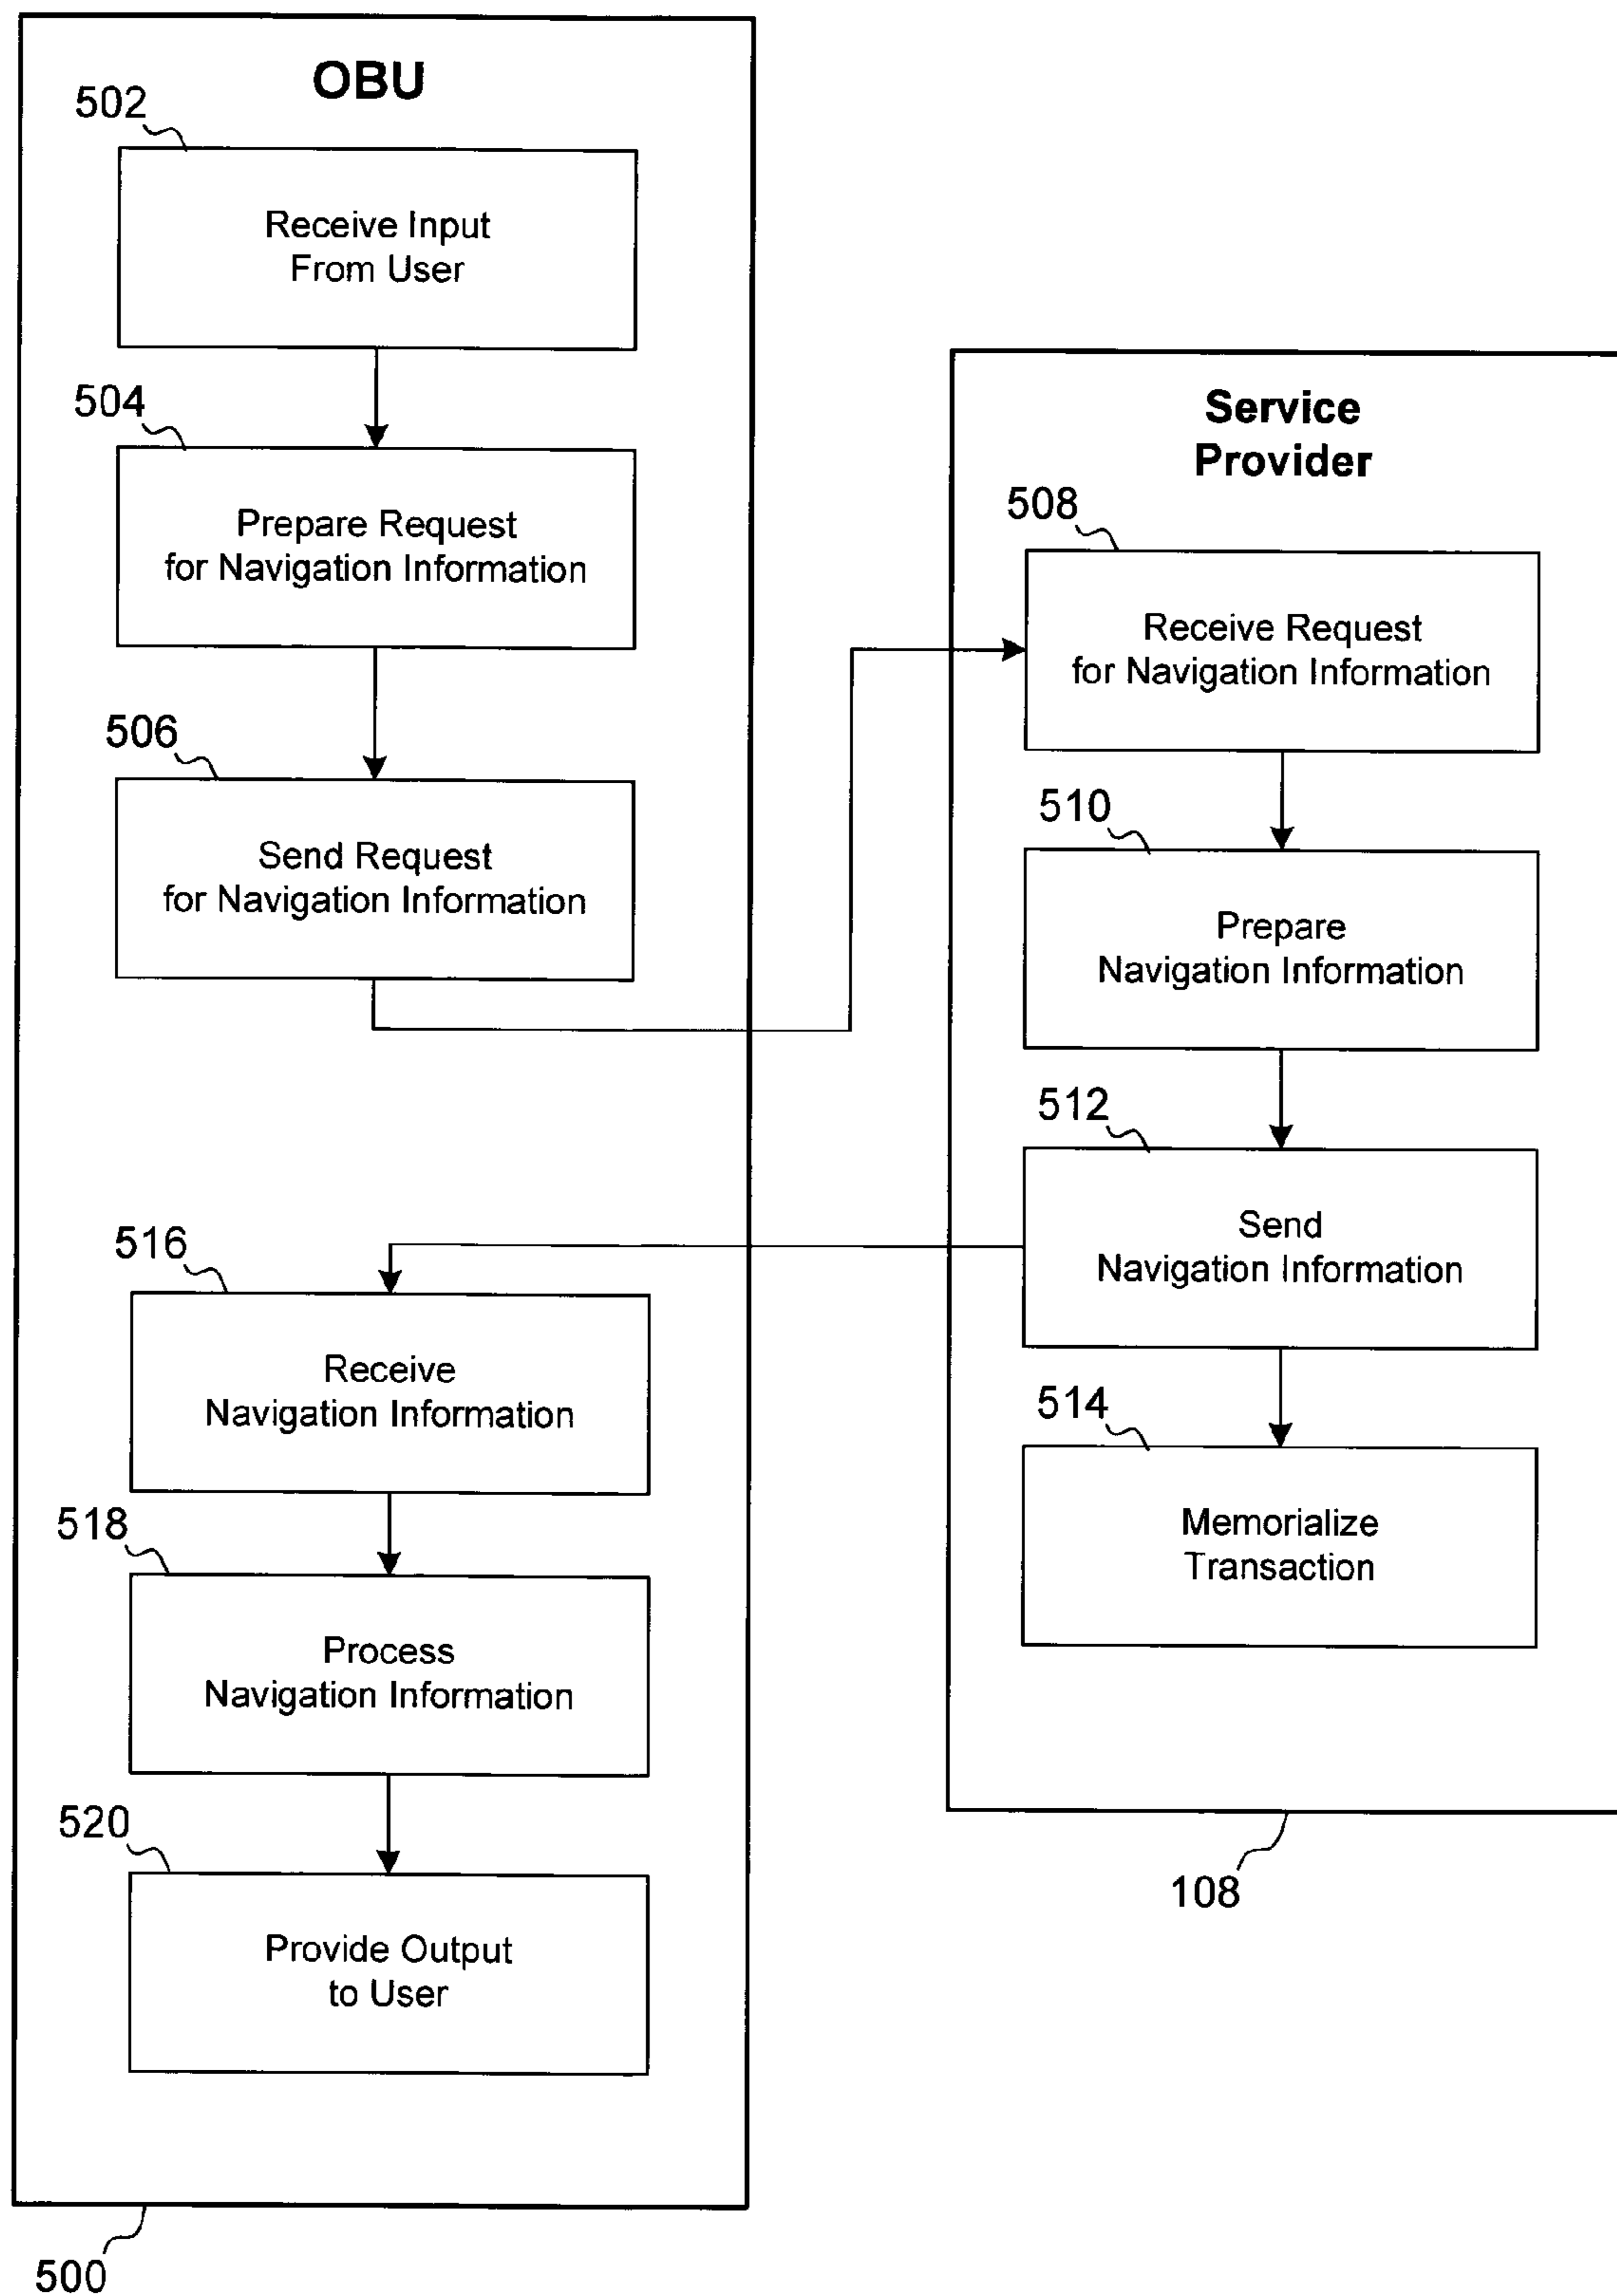 OBU
502
Receive Input
From User
504
Prepare Request
for Navigation Information
506
Send Request
for Navigation Information
516
Receive
Navigation Information
518
Process
Navigation Information
520
Provide Output
to User
500
Service
Provider
508
Receive Request
for Navigation Information
510
Prepare
Navigation Information
512
Send
Navigation Information
514
Memorialize
Transaction
108